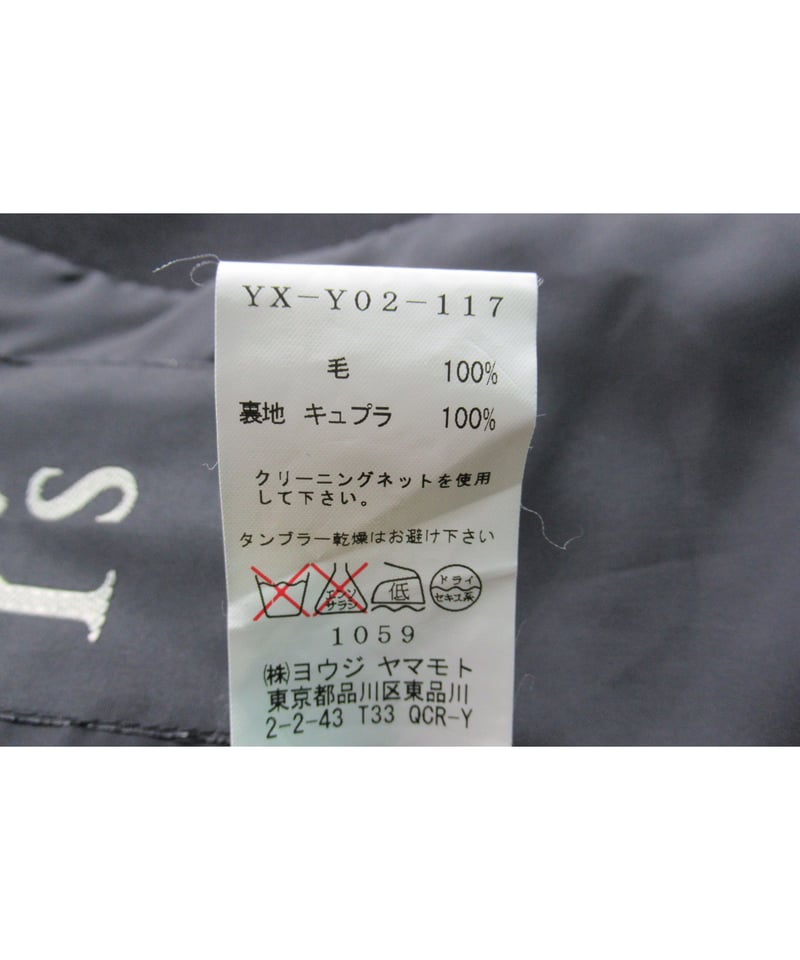 YX-Y02-117
毛 100%
裏地 キュプラ 100%
クリーニングネットを使用
して下さい。
タンブラー乾燥はお避け下さい
エンソ
サラシ
低
ドライ
セキユ系
1059
(株)ヨウジ ヤマモト
東京都品川区東品川
2-2-43 T33 QCR-Y